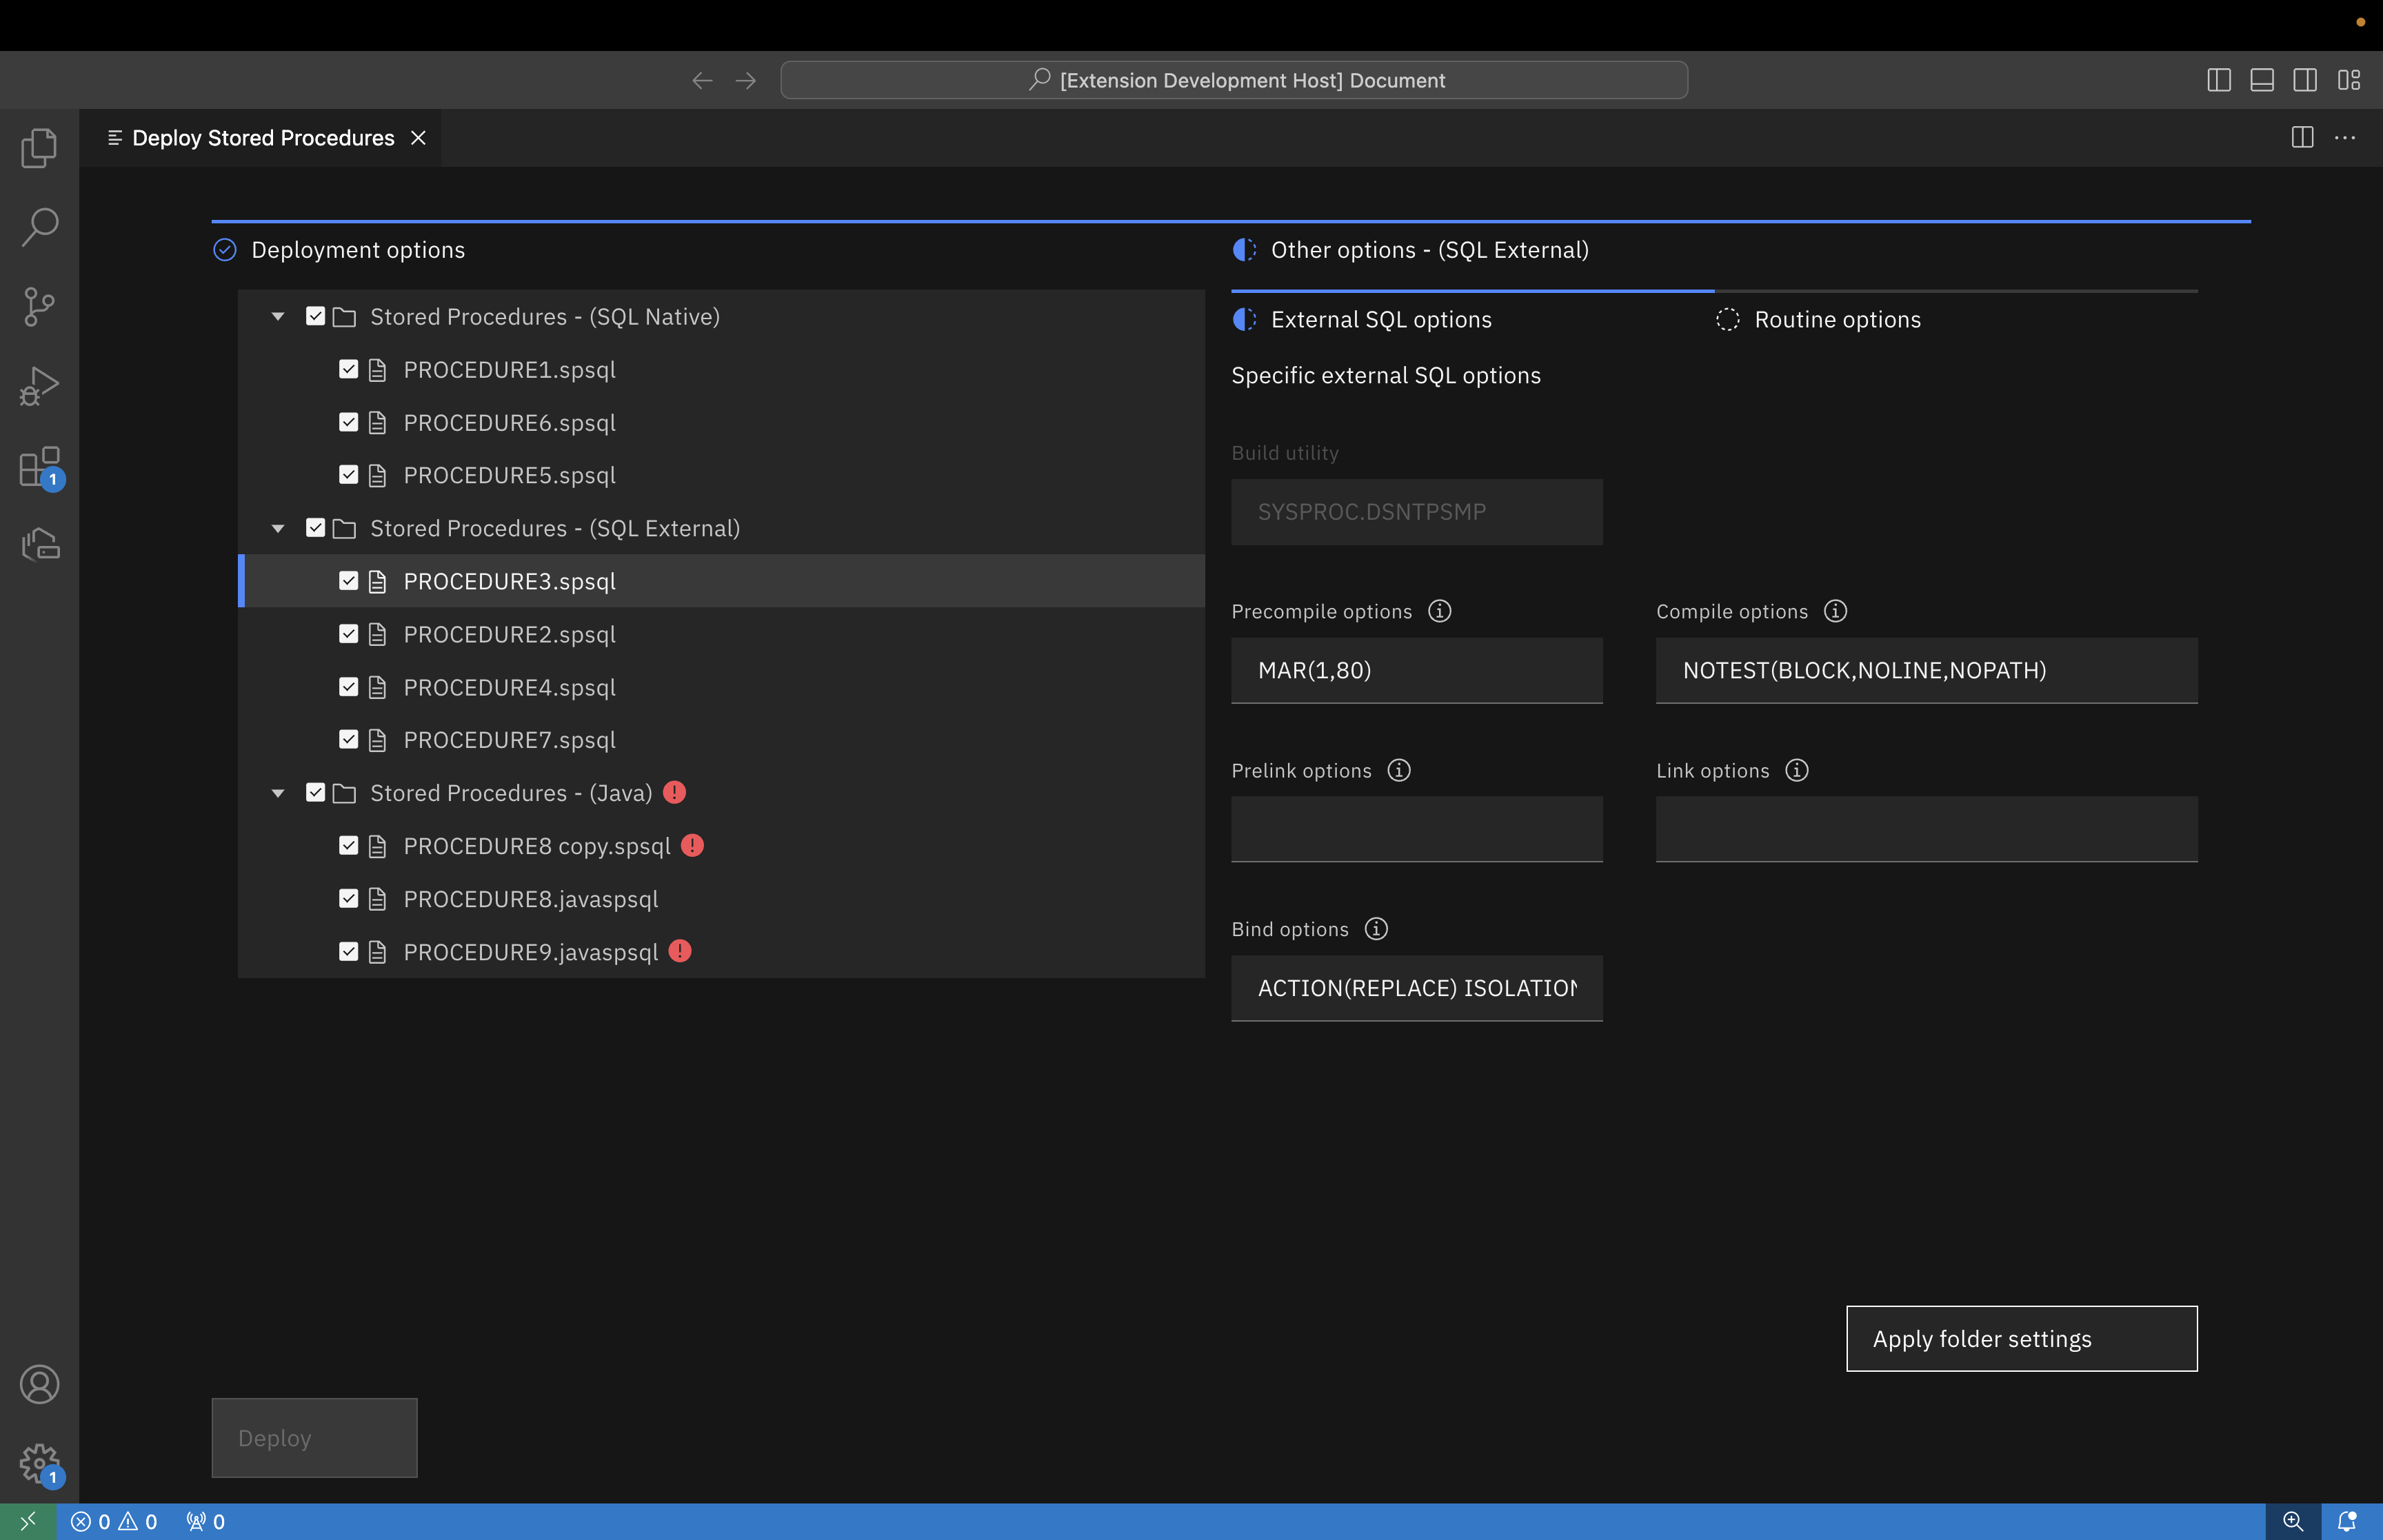 [Extension Development Host] Document
Deploy Stored Procedures
1
Deployment options
Stored Procedures - (SQL Native)
PROCEDURE1.spsql
PROCEDURE6.spsql
PROCEDURE5.spsql
Stored Procedures - (SQL External)
PROCEDURE3.spsql
PROCEDURE2.spsql
PROCEDURE4.spsql
PROCEDURE7.spsql
Stored Procedures - (Java)
PROCEDURE8 copy.spsql
PROCEDURE8.javaspsql
PROCEDURE9.javaspsql
Other options - (SQL External)
External SQL options
Routine options
Specific external SQL options
Build utility
SYSPROC.DSNTPSMP
Precompile options
Compile options
MAR(1,80)
NOTEST(BLOCK,NOLINE,NOPATH)
Prelink options
Link options
Bind options
ACTION(REPLACE) ISOLATION
Apply folder settings
Deploy
1
0 0 0